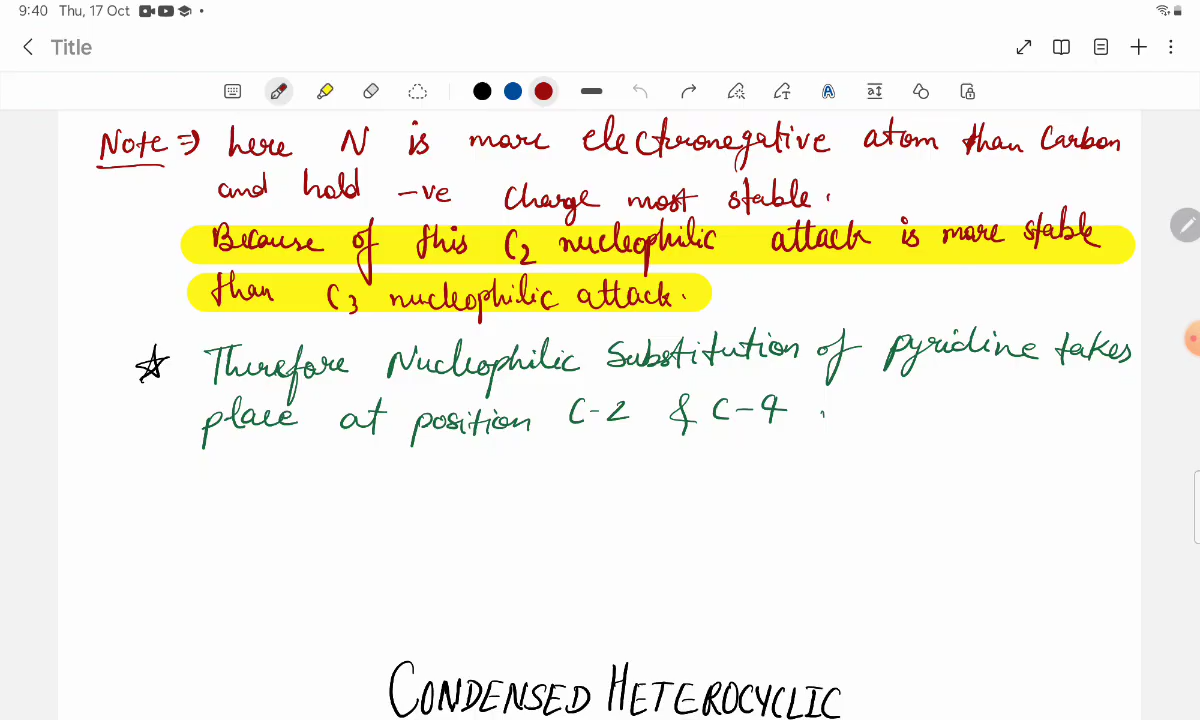 9:40 Thu, 17 Oct
Title
Note ⇒ here N is more electronegative atom than Carbon
and hold -ve charge most stable.
Because of this C2 nucleophilic attack is more stable
than C3 nucleophilic attack.
☆ Therefore Nucleophilic Substitution of pyridine takes
place at position C-2 & C-4 .
CONDENSED HETEROCYCLIC